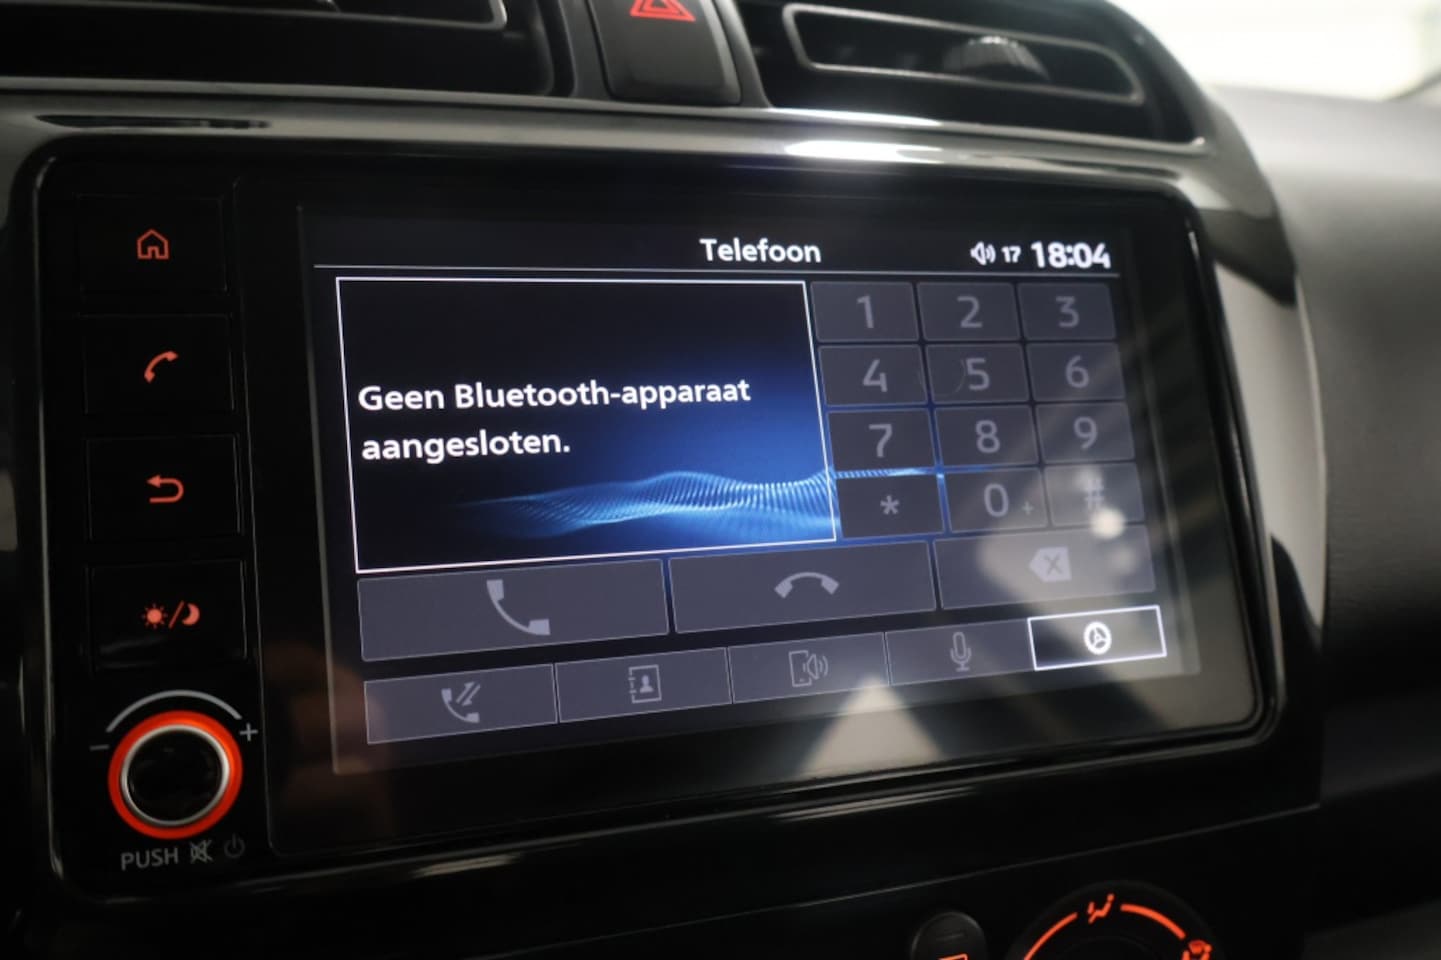 Telefoon
17 18:04
Geen Bluetooth-apparaat
aangesloten.
1 2 3
4 5 6
7 8 9
* 0+ #
− +
PUSH